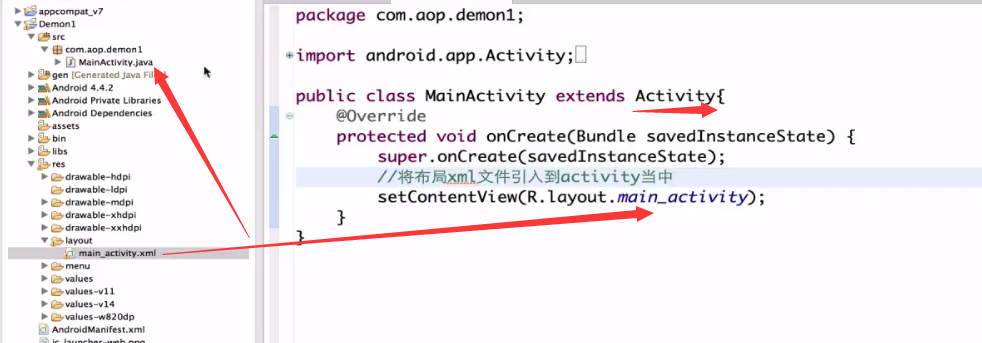 appcompat_v7
Demon1
src
com.aop.demon1
MainActivity.java
gen [Generated Java Files]
Android 4.4.2
Android Private Libraries
Android Dependencies
assets
bin
libs
res
drawable-hdpi
drawable-ldpi
drawable-mdpi
drawable-xhdpi
drawable-xxhdpi
layout
main_activity.xml
menu
values
values-v11
values-v14
values-w820dp
AndroidManifest.xml
ic_launcher-web.png
package com.aop.demon1;
import android.app.Activity;
public class MainActivity extends Activity{
@Override
protected void onCreate(Bundle savedInstanceState) {
super.onCreate(savedInstanceState);
//将布局xml文件引入到activity当中
setContentView(R.layout.main_activity);
}
}